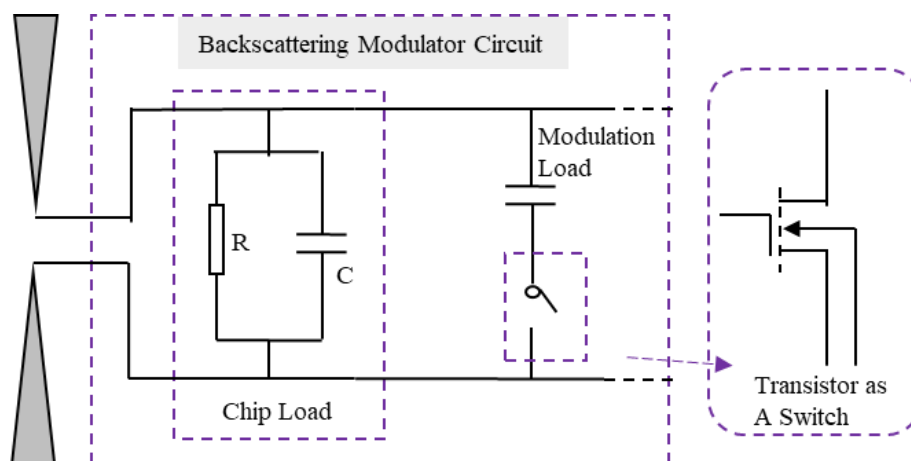 Backscattering Modulator Circuit
Modulation
Load
R
C
Chip Load
Transistor as
A Switch